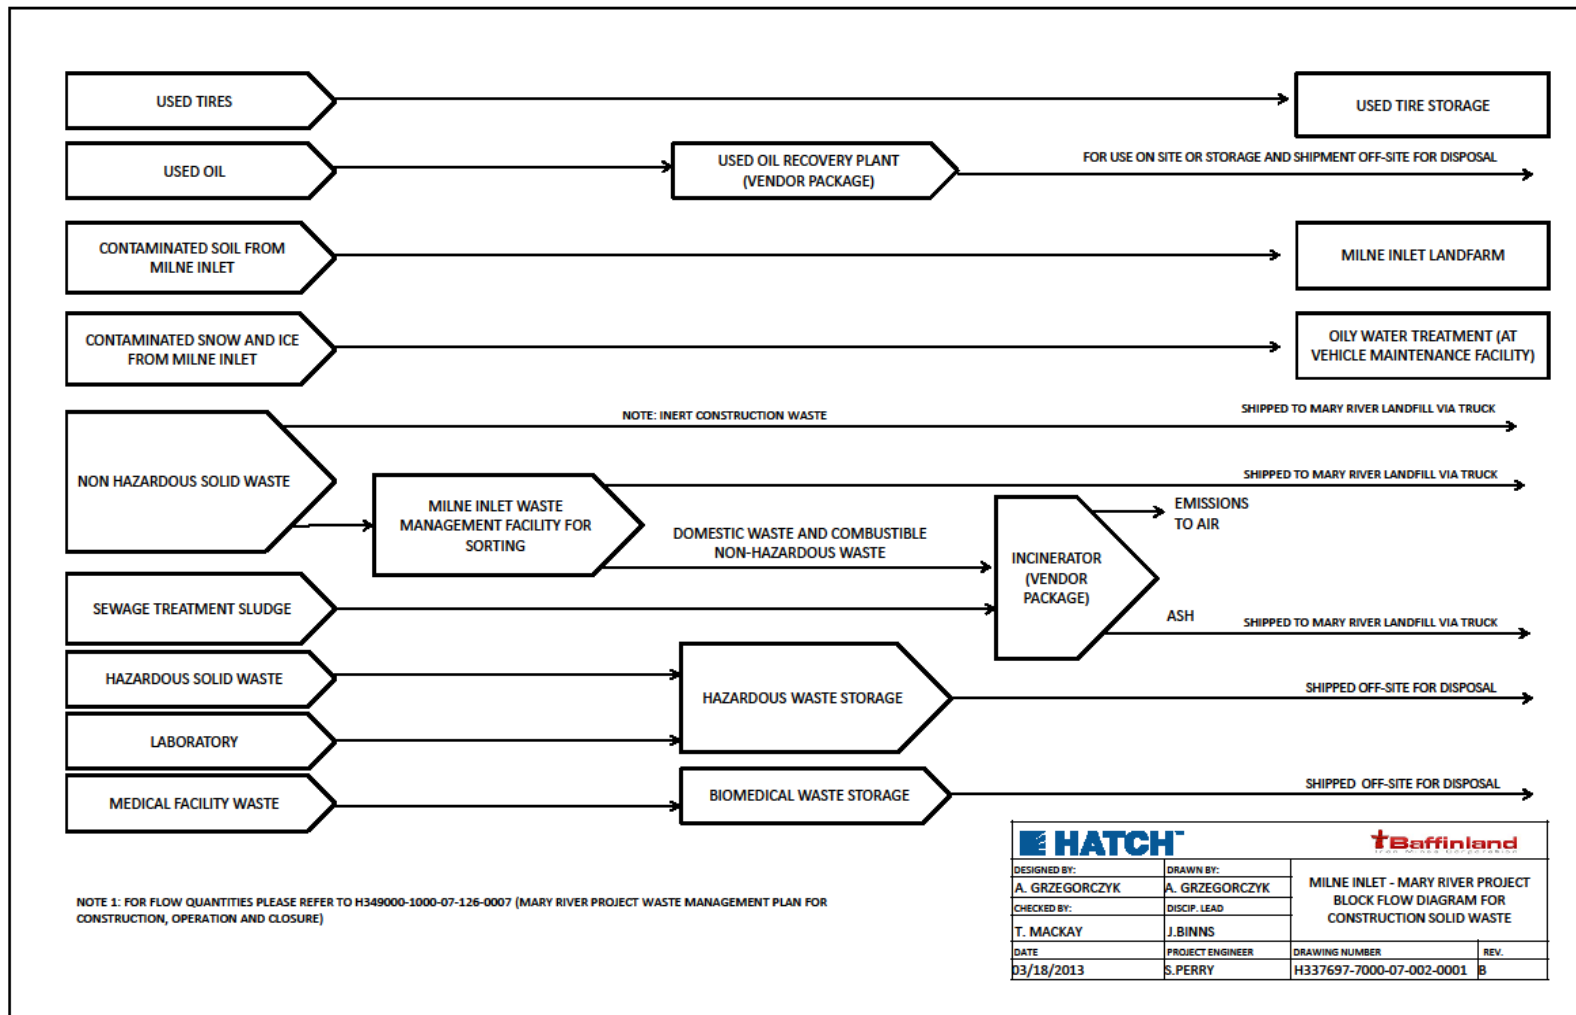 USED TIRES
USED TIRE STORAGE
USED OIL
USED OIL RECOVERY PLANT
(VENDOR PACKAGE)
FOR USE ON SITE OR STORAGE AND SHIPMENT OFF-SITE FOR DISPOSAL
CONTAMINATED SOIL FROM
MILNE INLET
MILNE INLET LANDFARM
CONTAMINATED SNOW AND ICE
FROM MILNE INLET
OILY WATER TREATMENT (AT
VEHICLE MAINTENANCE FACILITY)
NON HAZARDOUS SOLID WASTE
NOTE: INERT CONSTRUCTION WASTE
SHIPPED TO MARY RIVER LANDFILL VIA TRUCK
MILNE INLET WASTE
MANAGEMENT FACILITY FOR
SORTING
SHIPPED TO MARY RIVER LANDFILL VIA TRUCK
DOMESTIC WASTE AND COMBUSTIBLE
NON-HAZARDOUS WASTE
INCINERATOR
(VENDOR
PACKAGE)
EMISSIONS
TO AIR
SEWAGE TREATMENT SLUDGE
ASH
SHIPPED TO MARY RIVER LANDFILL VIA TRUCK
HAZARDOUS SOLID WASTE
HAZARDOUS WASTE STORAGE
SHIPPED OFF-SITE FOR DISPOSAL
LABORATORY
MEDICAL FACILITY WASTE
BIOMEDICAL WASTE STORAGE
SHIPPED OFF-SITE FOR DISPOSAL
NOTE 1: FOR FLOW QUANTITIES PLEASE REFER TO H349000-1000-07-126-0007 (MARY RIVER PROJECT WASTE MANAGEMENT PLAN FOR
CONSTRUCTION, OPERATION AND CLOSURE)
HATCH™
Baffinland
Iron Mines Corporation
DESIGNED BY:
A. GRZEGORCZYK
DRAWN BY:
A. GRZEGORCZYK
MILNE INLET - MARY RIVER PROJECT
BLOCK FLOW DIAGRAM FOR
CONSTRUCTION SOLID WASTE
CHECKED BY:
T. MACKAY
DISCIP. LEAD
J.BINNS
DATE
03/18/2013
PROJECT ENGINEER
S.PERRY
DRAWING NUMBER
H337697-7000-07-002-0001
REV.
B